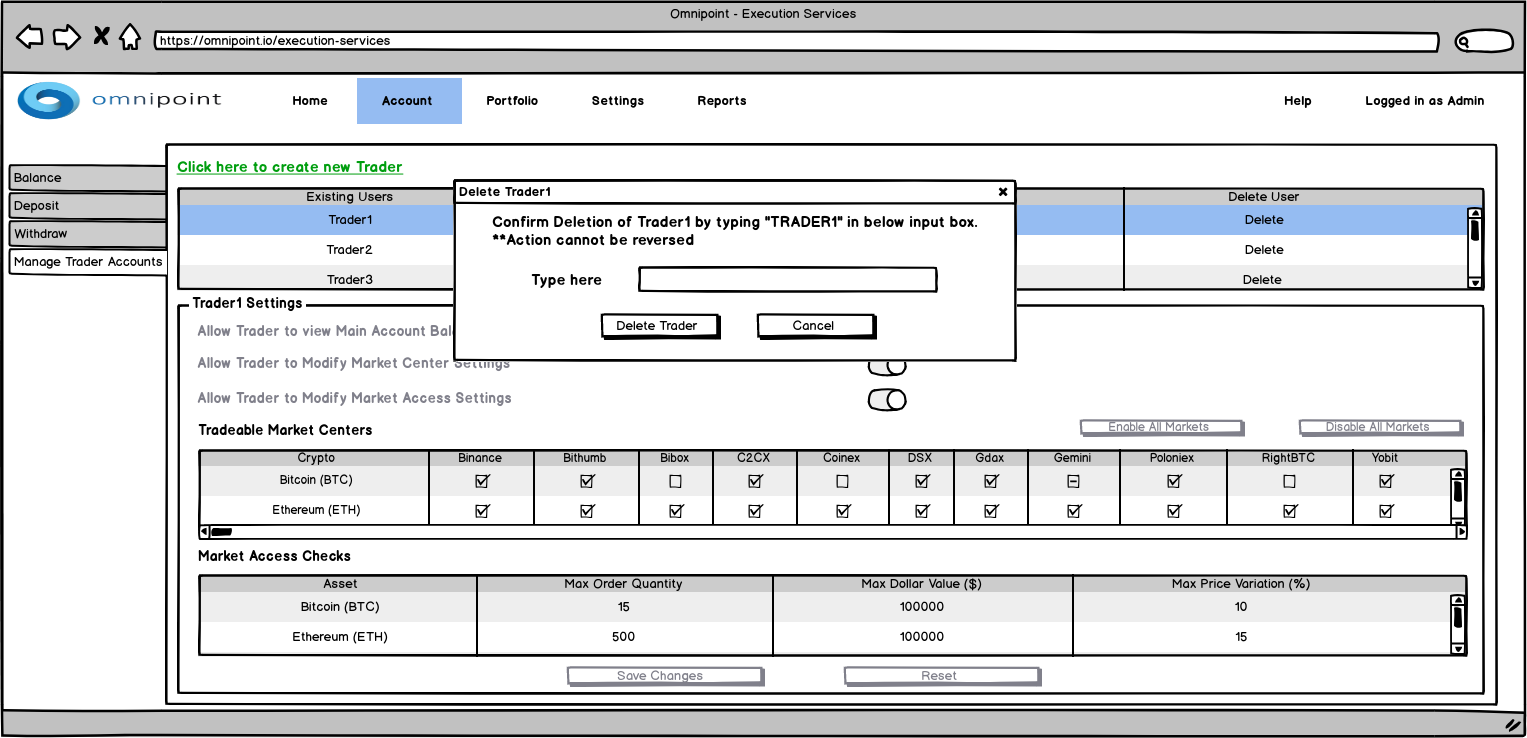 Omnipoint - Execution Services
https://omnipoint.io/execution-services
omnipoint Home Account Portfolio Settings Reports Help Logged in as Admin
Balance
Deposit
Withdraw
Manage Trader Accounts
Click here to create new Trader
Existing Users Delete User
Trader1 Delete
Trader2 Delete
Trader3 Delete
Delete Trader1
Confirm Deletion of Trader1 by typing "TRADER1" in below input box.
**Action cannot be reversed
Type here
Delete Trader Cancel
Trader1 Settings
Allow Trader to view Main Account Bal
Allow Trader to Modify Market Center Settings
Allow Trader to Modify Market Access Settings
Tradeable Market Centers Enable All Markets Disable All Markets
Crypto Binance Bithumb Bibox C2CX Coinex DSX Gdax Gemini Poloniex RightBTC Yobit
Bitcoin (BTC)
Ethereum (ETH)
Market Access Checks
Asset Max Order Quantity Max Dollar Value ($) Max Price Variation (%)
Bitcoin (BTC) 15 100000 10
Ethereum (ETH) 500 100000 15
Save Changes Reset